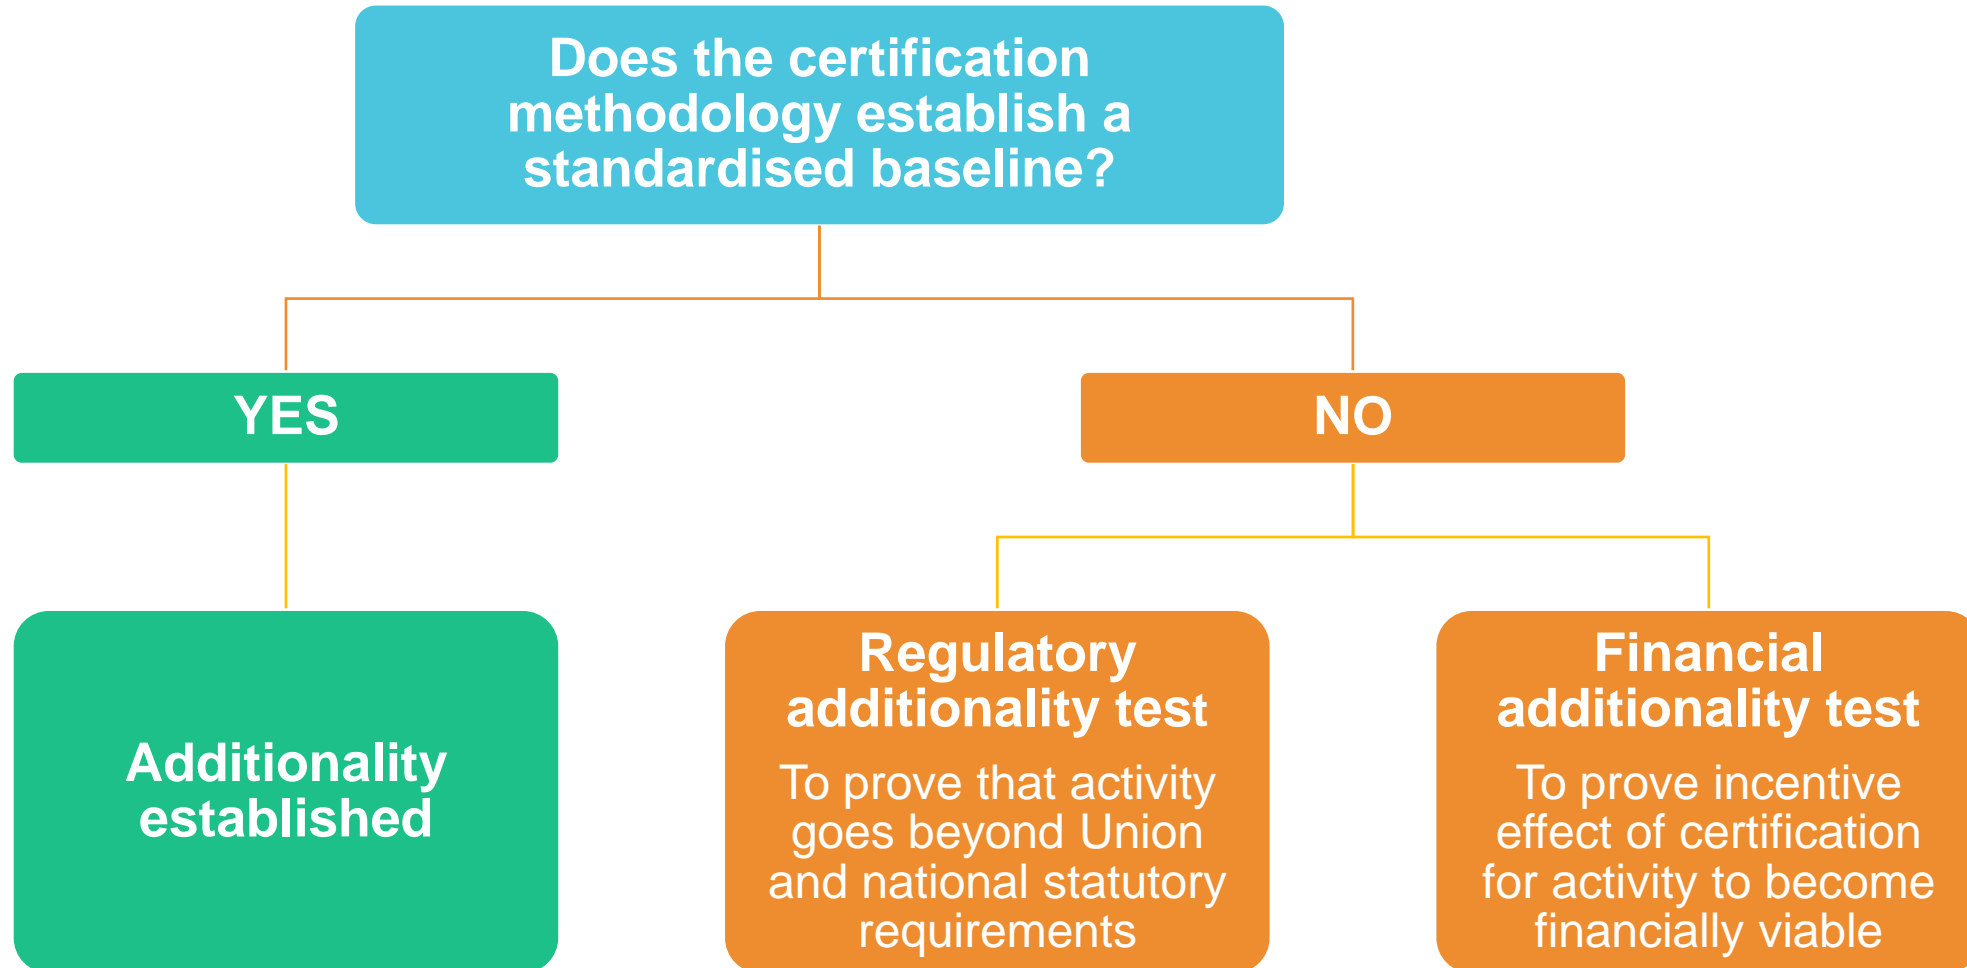 Does the certification
methodology establish a
standardised baseline?
YES
NO
Additionality
established
Regulatory
additionality test
To prove that activity
goes beyond Union
and national statutory
requirements
Financial
additionality test
To prove incentive
effect of certification
for activity to become
financially viable